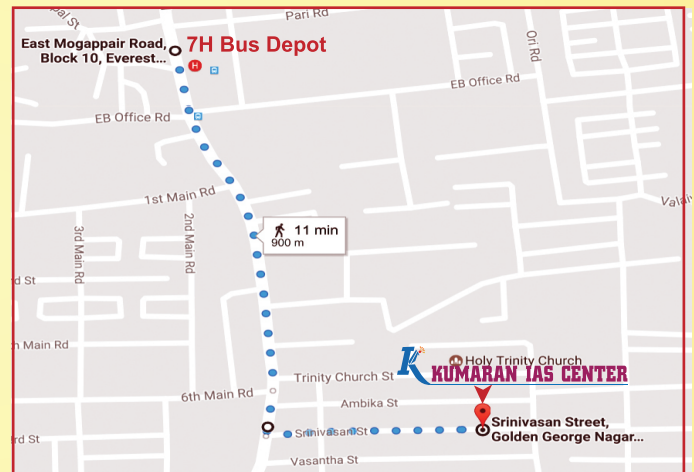 pal St
Pari Rd
East Mogappair Road,
Block 10, Everest...
7H Bus Depot
H
Ori Rd
EB Office Rd
EB Office Rd
1st Main Rd
Valai
2nd Main Rd
3rd Main Rd
11 min
900 m
d St
h Main Rd
Holy Trinity Church
K KUMARAN IAS CENTER
Trinity Church St
6th Main Rd
Ambika St
Srinivasan Street,
Golden George Nagar...
Srinivasan St
rd St
Vasantha St